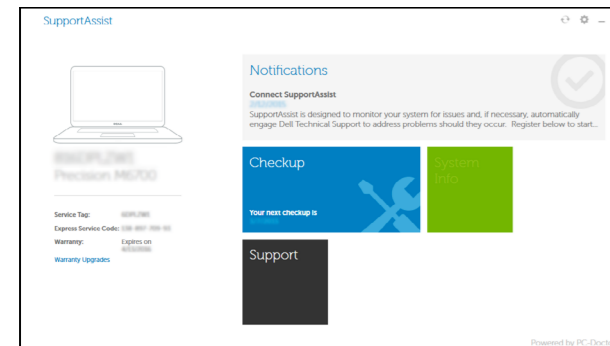 SupportAssist
Notifications
Connect SupportAssist
SupportAssist is designed to monitor your system for issues and, if necessary, automatically
engage Dell Technical Support to address problems should they occur. Register below to start...
Precision M6700
Checkup
System
Info
Your next checkup is
Service Tag:
Express Service Code:
Warranty: Expires on
Warranty Upgrades
Support
Powered by PC-Docto